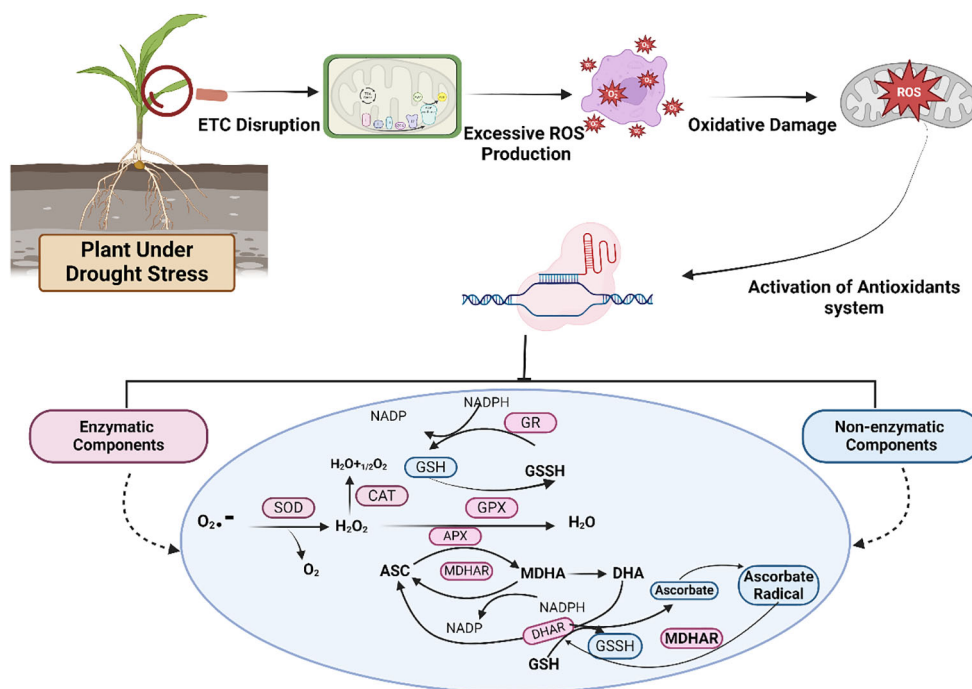 ETC Disruption
Excessive ROS
Production
O₂
O₂
Oxidative Damage
ROS
Plant Under
Drought Stress
Activation of Antioxidants
system
Enzymatic
Components
Non-enzymatic
Components
NADP
NADPH
GR
H₂O+1/2O₂
GSH
GSSH
SOD
CAT
GPX
O₂•−
H₂O₂
H₂O
APX
O₂
ASC
MDHAR
MDHA
DHA
Ascorbate
Ascorbate
Radical
NADP
NADPH
DHAR
GSSH
MDHAR
GSH